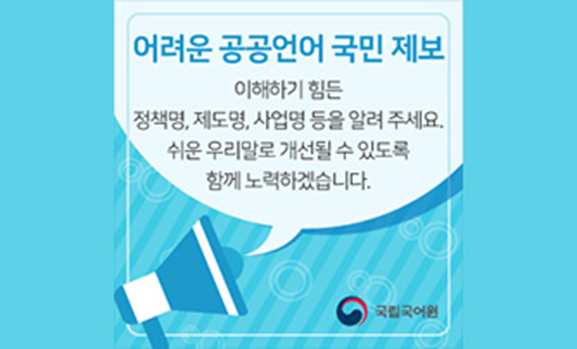 어려운 공공언어 국민 제보
이해하기 힘든
정책명, 제도명, 사업명 등을 알려 주세요.
쉬운 우리말로 개선될 수 있도록
함께 노력하겠습니다.
국립국어원